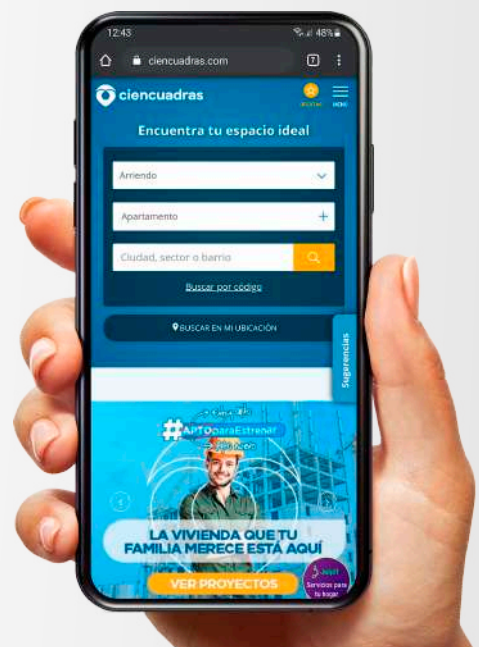 12:43
48%
ciencuadras.com
7
ciencuadras
MENÚ
Encuentra tu espacio ideal
Arriendo
Apartamento
Ciudad, sector o barrio
Buscar por código
BUSCAR EN MI UBICACIÓN
Sugerencias
#APTOparaEstrenar
LA VIVIENDA QUE TU
FAMILIA MERECE ESTÁ AQUÍ
VER PROYECTOS
Servicios para
tu hogar